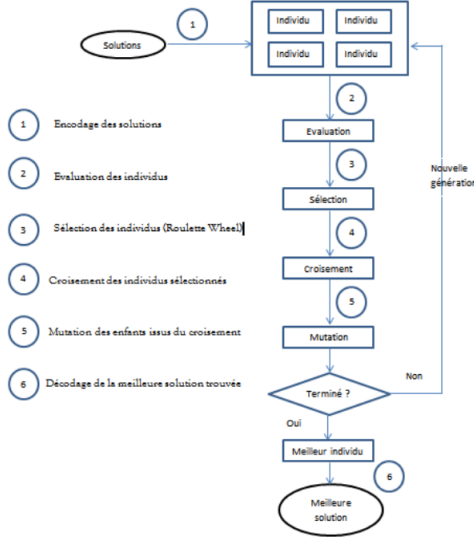 Individu
Individu
Individu
Individu
1
Solutions
2
Evaluation
3
Sélection
4
Croisement
5
Mutation
Terminé ?
Non
Nouvelle
génération
Oui
Meilleur individu
6
Meilleure
solution
1 Encodage des solutions
2 Evaluation des individus
3 Sélection des individus (Roulette Wheel)
4 Croisement des individus sélectionnés
5 Mutation des enfants issus du croisement
6 Décodage de la meilleure solution trouvée